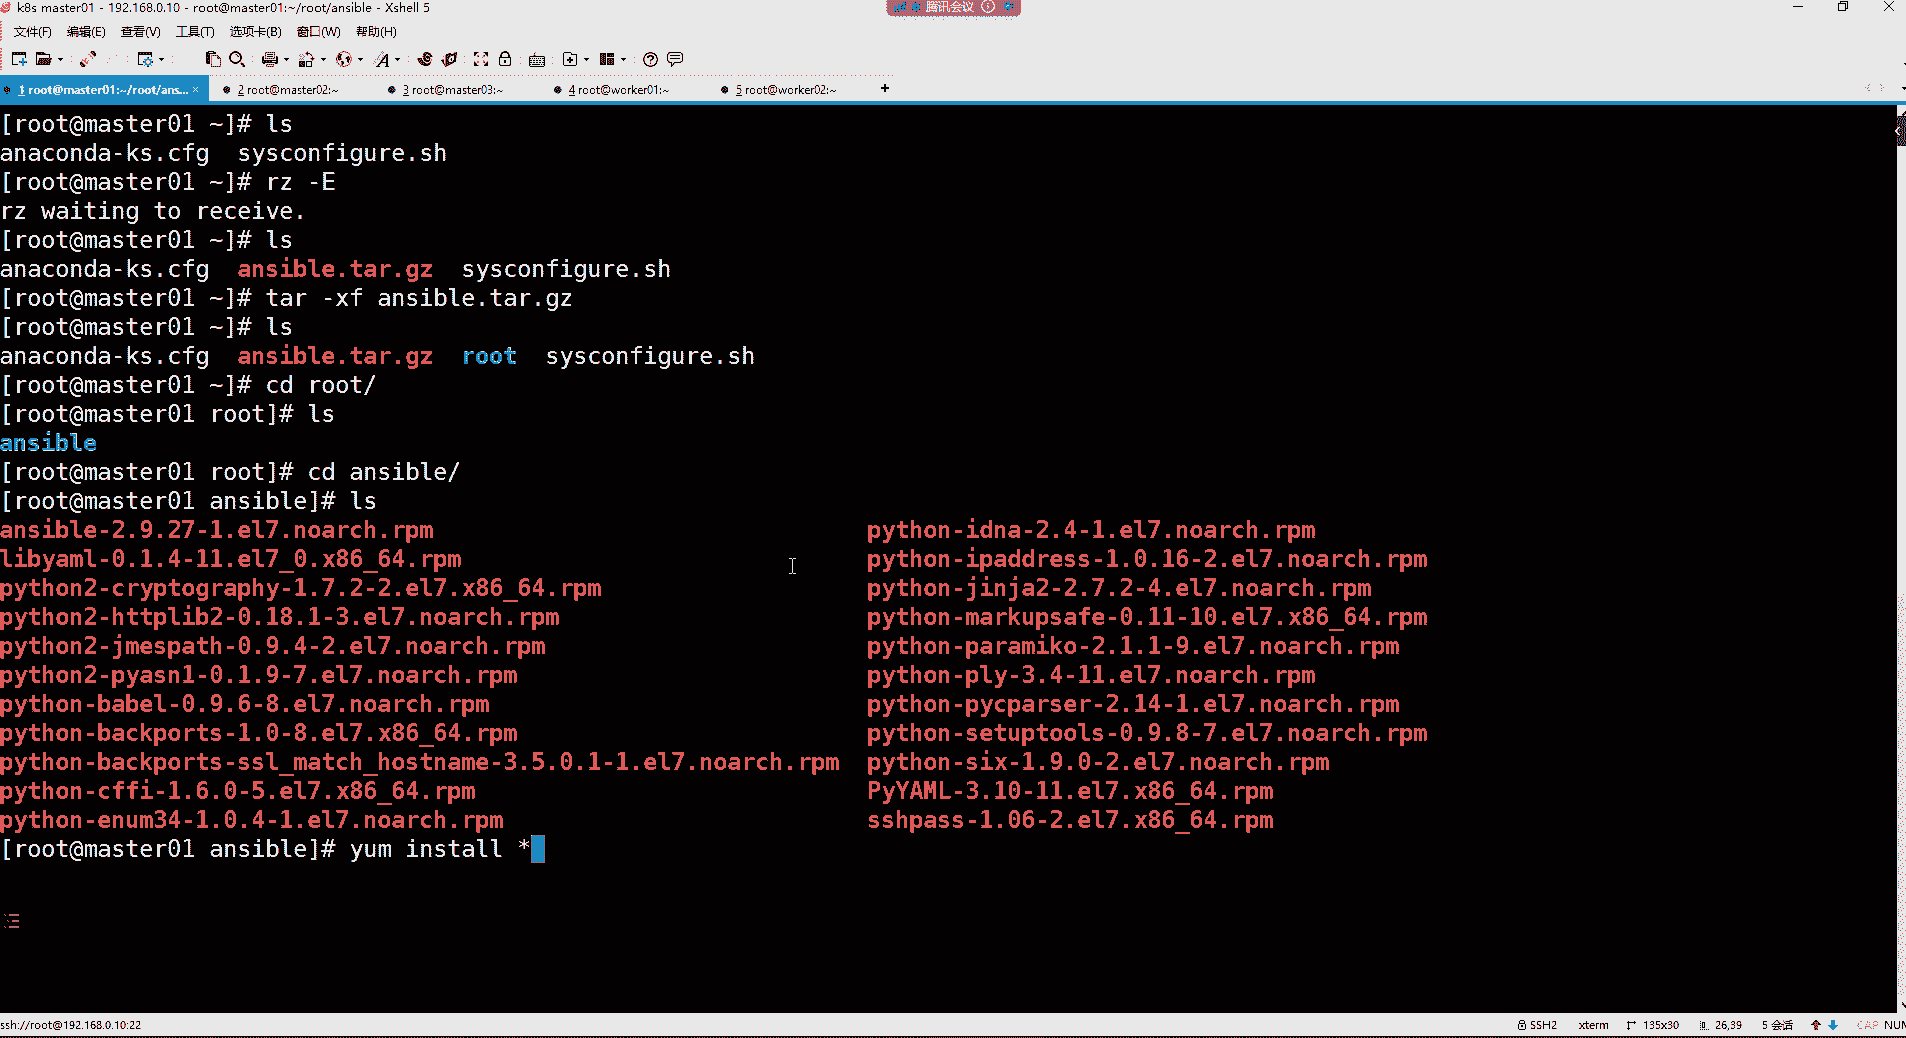 k8s master01 - 192.168.0.10 - root@master01:~/root/ansible - Xshell 5
腾讯会议
文件(F) 编辑(E) 查看(V) 工具(T) 选项卡(B) 窗口(W) 帮助(H)
1 root@master01:~/root/ans... × 2 root@master02:~ 3 root@master03:~ 4 root@worker01:~ 5 root@worker02:~ +
[root@master01 ~]# ls
anaconda-ks.cfg  sysconfigure.sh
[root@master01 ~]# rz -E
rz waiting to receive.
[root@master01 ~]# ls
anaconda-ks.cfg  ansible.tar.gz  sysconfigure.sh
[root@master01 ~]# tar -xf ansible.tar.gz
[root@master01 ~]# ls
anaconda-ks.cfg  ansible.tar.gz  root  sysconfigure.sh
[root@master01 ~]# cd root/
[root@master01 root]# ls
ansible
[root@master01 root]# cd ansible/
[root@master01 ansible]# ls
ansible-2.9.27-1.el7.noarch.rpm python-idna-2.4-1.el7.noarch.rpm
libyaml-0.1.4-11.el7_0.x86_64.rpm python-ipaddress-1.0.16-2.el7.noarch.rpm
python2-cryptography-1.7.2-2.el7.x86_64.rpm python-jinja2-2.7.2-4.el7.noarch.rpm
python2-httplib2-0.18.1-3.el7.noarch.rpm python-markupsafe-0.11-10.el7.x86_64.rpm
python2-jmespath-0.9.4-2.el7.noarch.rpm python-paramiko-2.1.1-9.el7.noarch.rpm
python2-pyasn1-0.1.9-7.el7.noarch.rpm python-ply-3.4-11.el7.noarch.rpm
python-babel-0.9.6-8.el7.noarch.rpm python-pycparser-2.14-1.el7.noarch.rpm
python-backports-1.0-8.el7.x86_64.rpm python-setuptools-0.9.8-7.el7.noarch.rpm
python-backports-ssl_match_hostname-3.5.0.1-1.el7.noarch.rpm python-six-1.9.0-2.el7.noarch.rpm
python-cffi-1.6.0-5.el7.x86_64.rpm PyYAML-3.10-11.el7.x86_64.rpm
python-enum34-1.0.4-1.el7.noarch.rpm sshpass-1.06-2.el7.x86_64.rpm
[root@master01 ansible]# yum install *
ssh://root@192.168.0.10:22 SSH2 xterm 135x30 26,39 5 会话 CAP NUM